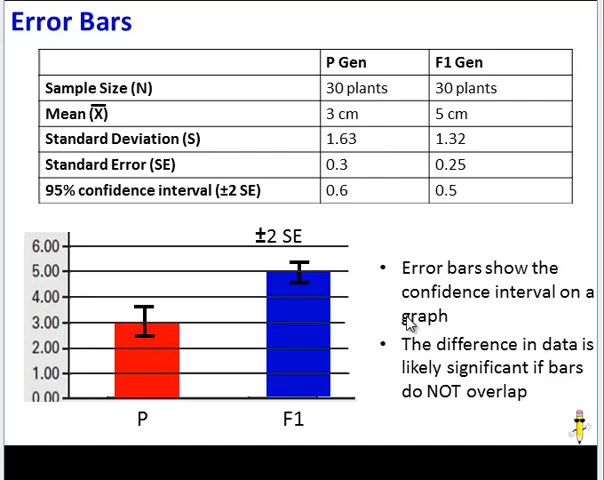 Error Bars
P Gen F1 Gen
Sample Size (N) 30 plants 30 plants
Mean (X̅) 3 cm 5 cm
Standard Deviation (S) 1.63 1.32
Standard Error (SE) 0.3 0.25
95% confidence interval (±2 SE) 0.6 0.5
±2 SE
6.00
5.00
4.00
3.00
2.00
1.00
0.00
P F1
• Error bars show the
confidence interval on a
graph
• The difference in data is
likely significant if bars
do NOT overlap